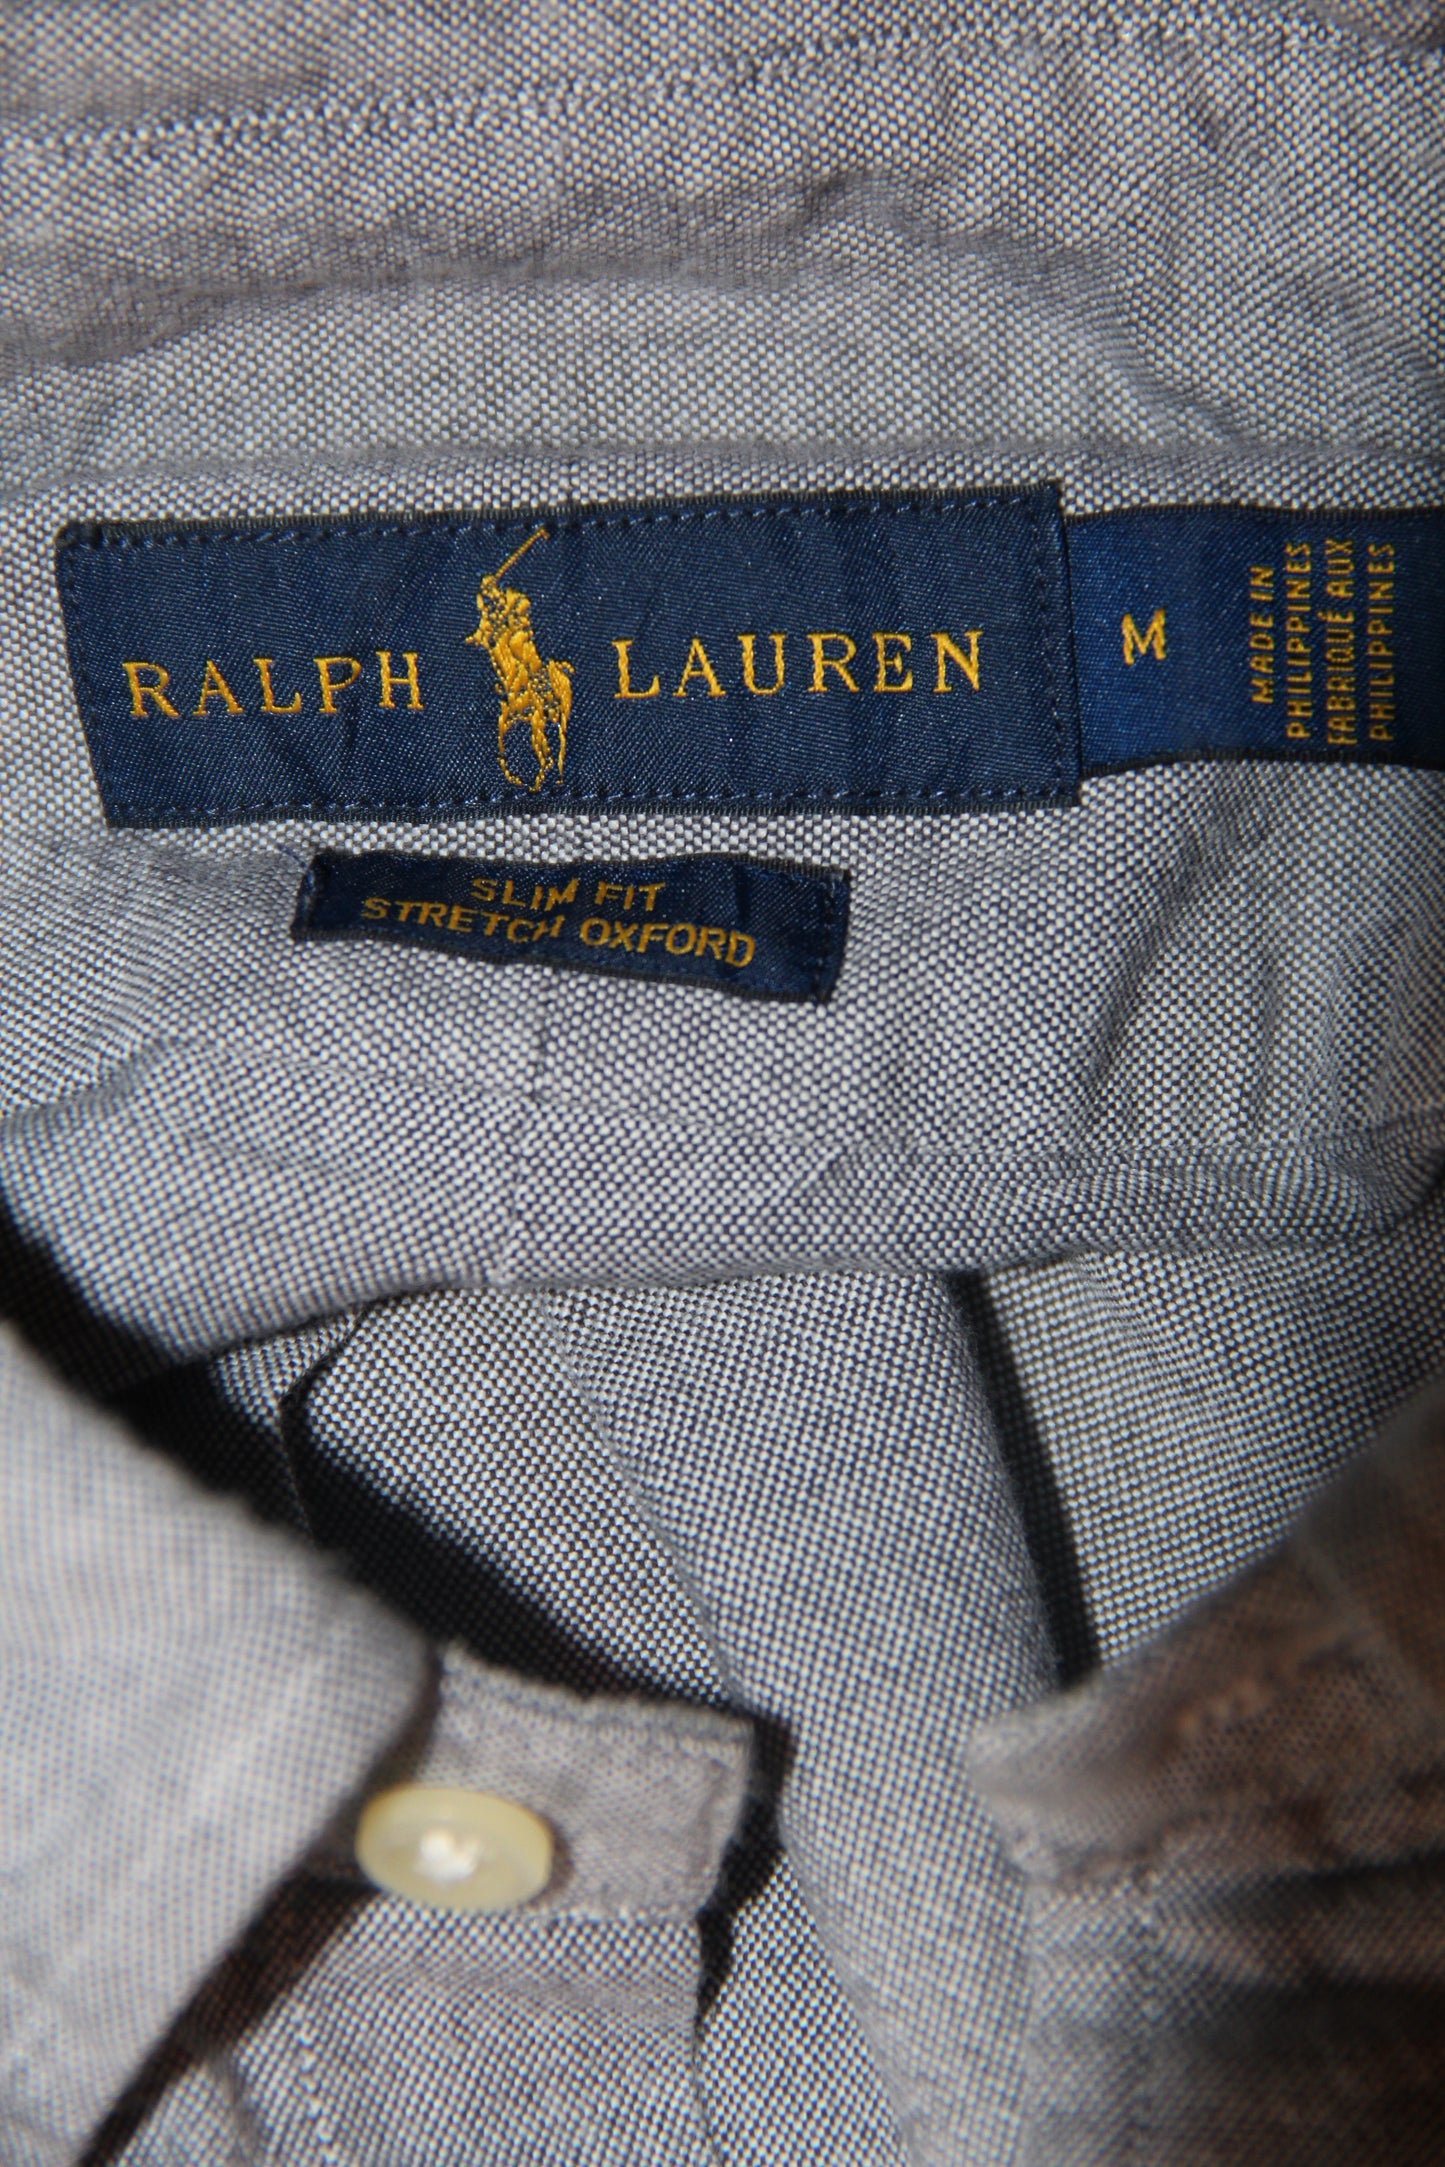 RALPH LAUREN
M
MADE IN
PHILIPPINES
FABRIQUÉ AUX
PHILIPPINES
SLIM FIT
STRETCH OXFORD